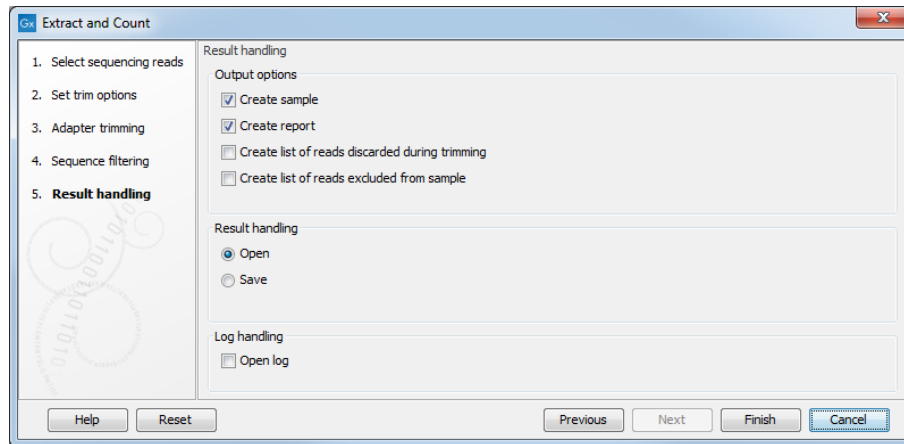 Gx Extract and Count
1. Select sequencing reads
2. Set trim options
3. Adapter trimming
4. Sequence filtering
5. Result handling
Result handling
Output options
Create sample
Create report
Create list of reads discarded during trimming
Create list of reads excluded from sample
Result handling
Open
Save
Log handling
Open log
Help Reset Previous Next Finish Cancel